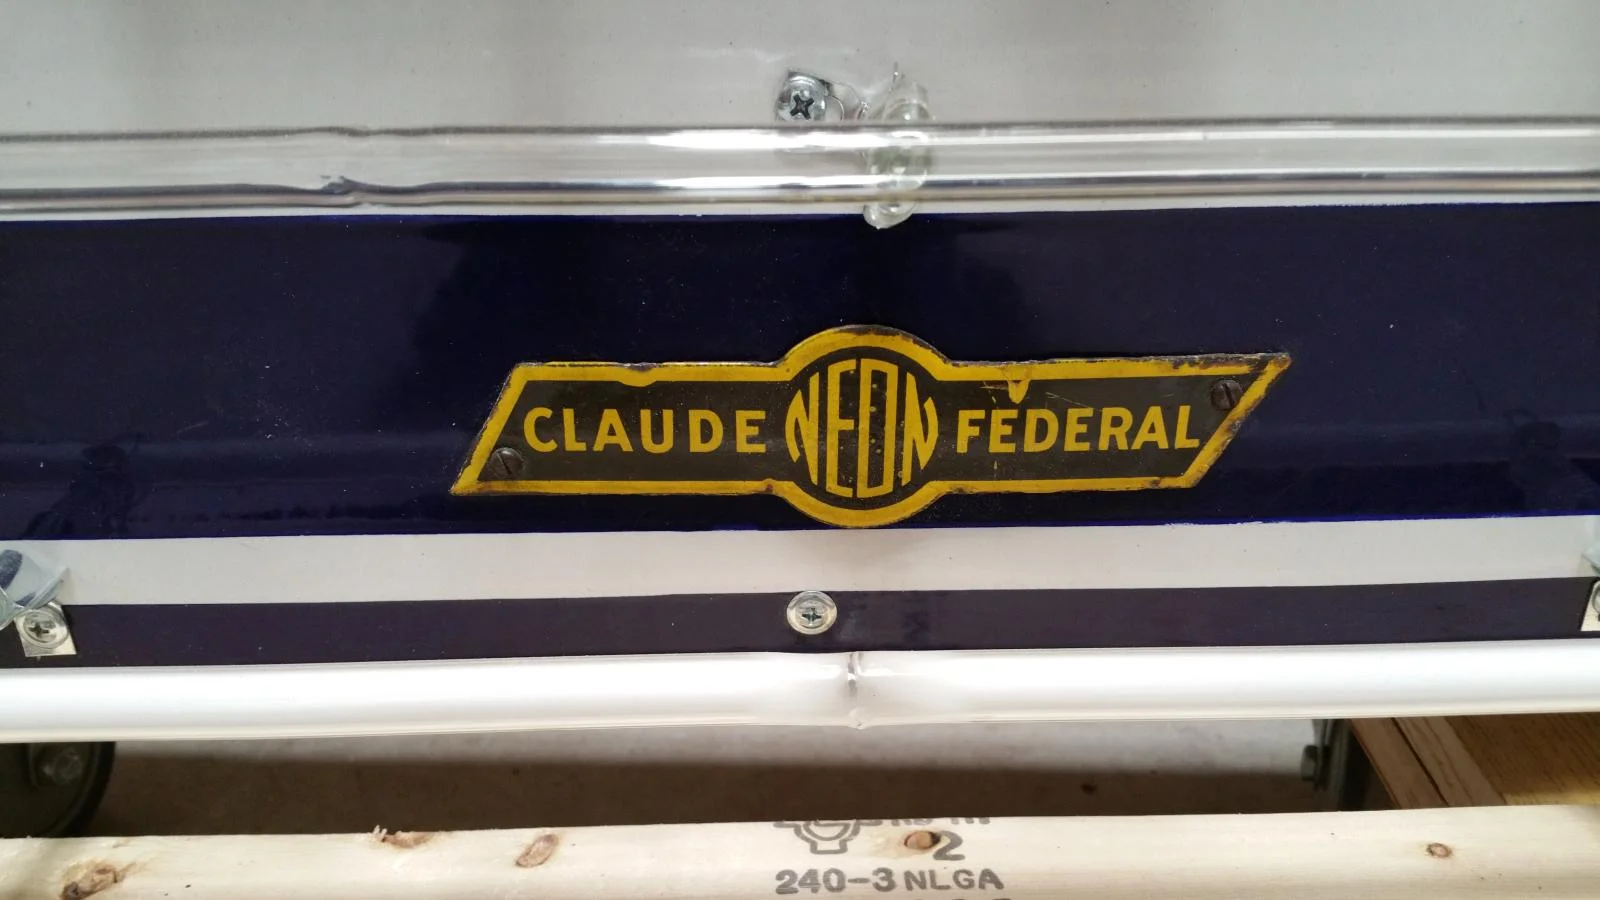 CLAUDE NEON FEDERAL
2
240-3 NLGA